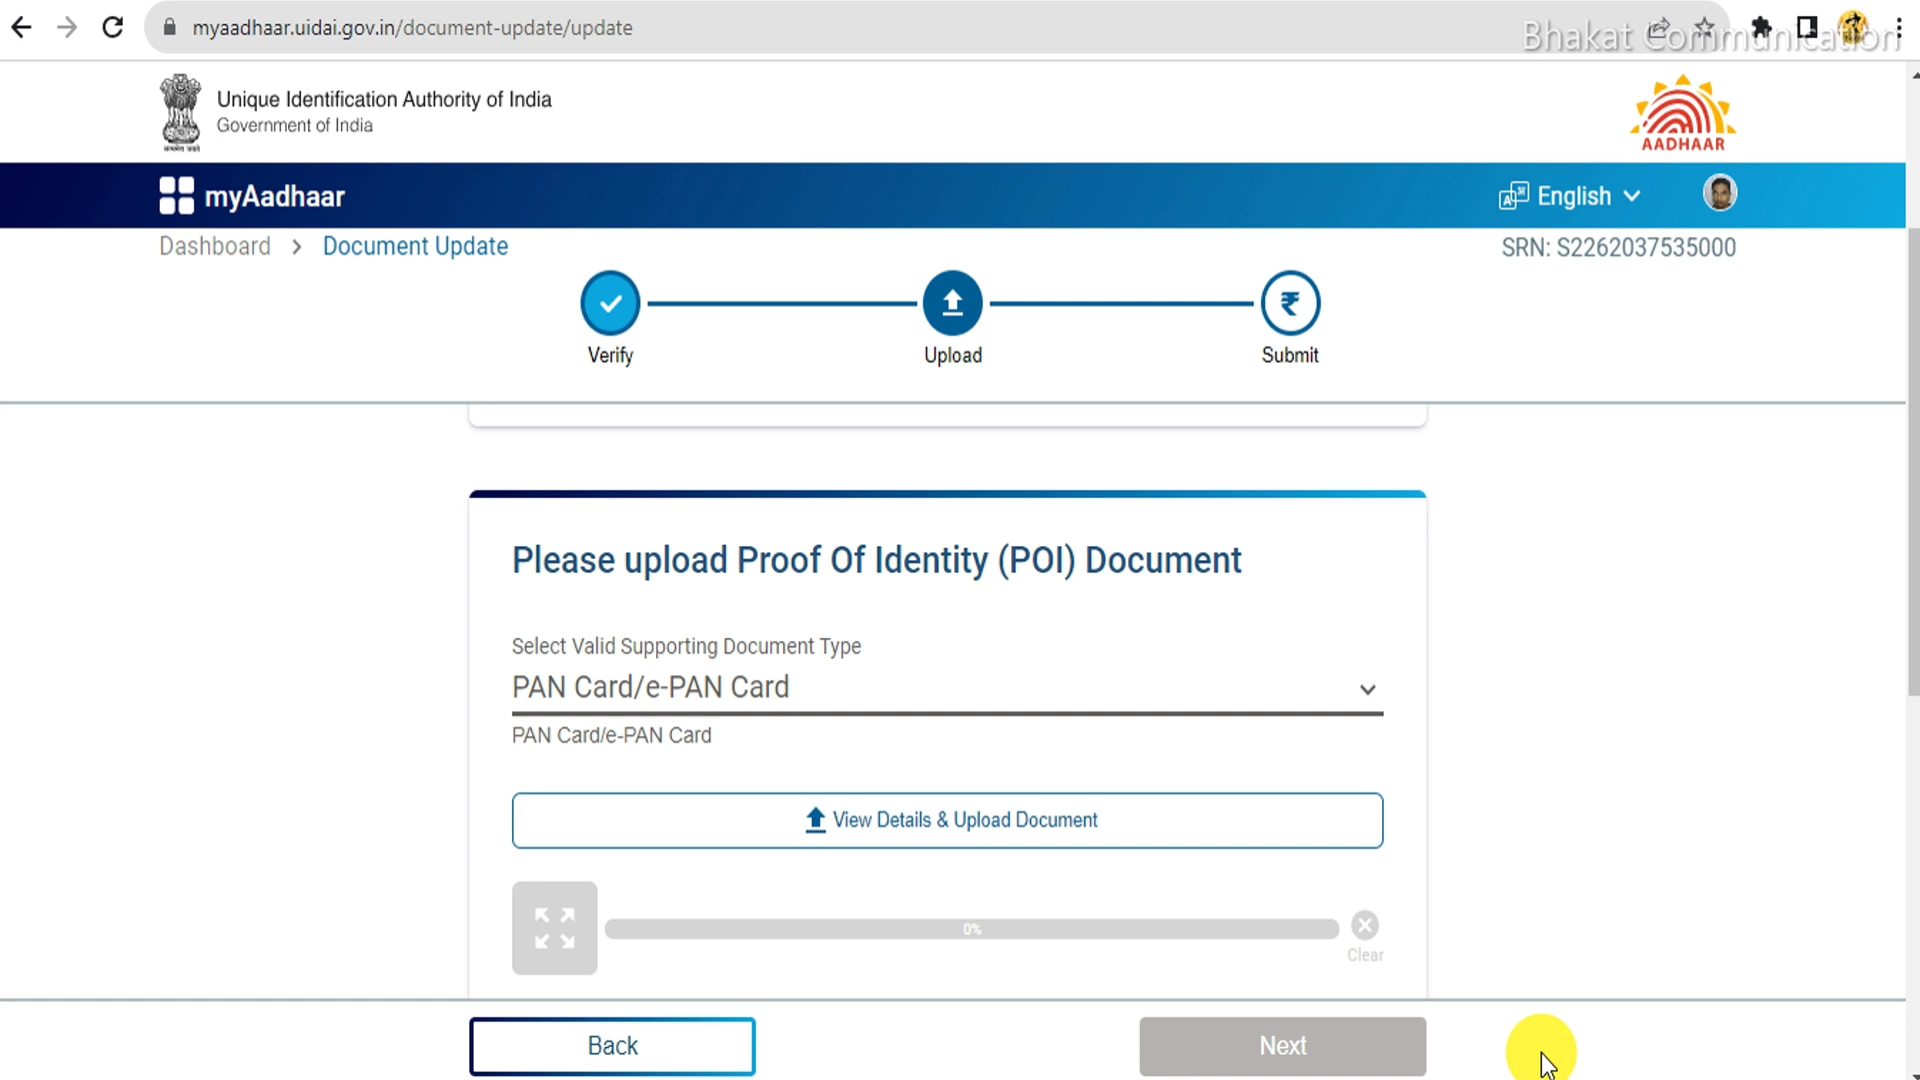 myaadhaar.uidai.gov.in/document-update/update
Bhakat Communication
Unique Identification Authority of India
Government of India
AADHAAR
myAadhaar
English
Dashboard > Document Update
SRN: S2262037535000
Verify
Upload
Submit
Please upload Proof Of Identity (POI) Document
Select Valid Supporting Document Type
PAN Card/e-PAN Card
PAN Card/e-PAN Card
View Details & Upload Document
0%
Clear
Back
Next